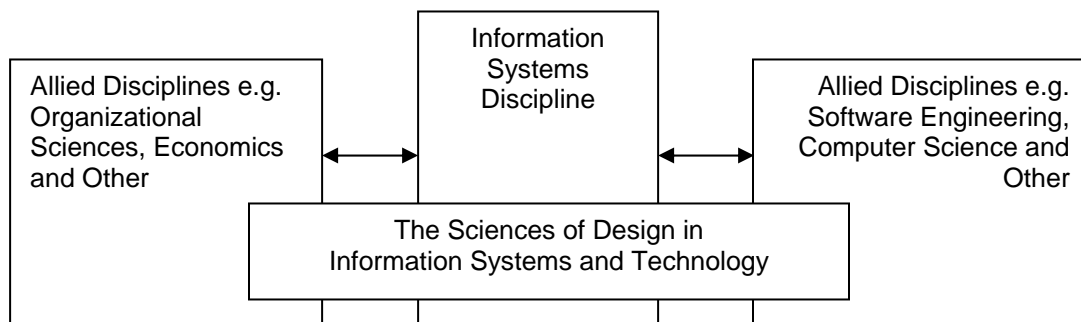 Information
Systems
Discipline
Allied Disciplines e.g.
Organizational
Sciences, Economics
and Other
Allied Disciplines e.g.
Software Engineering,
Computer Science and
Other
The Sciences of Design in
Information Systems and Technology